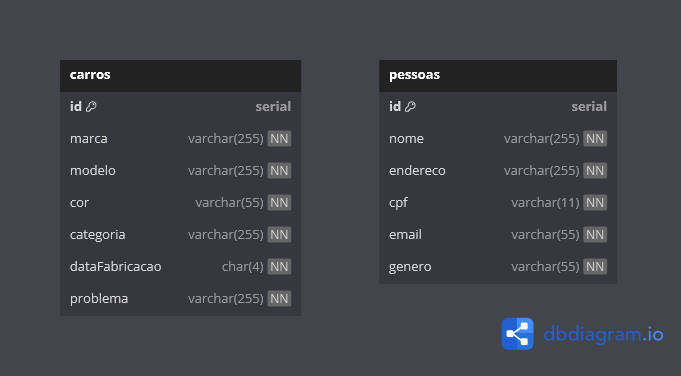 carros
id serial
marca varchar(255) NN
modelo varchar(255) NN
cor varchar(55) NN
categoria varchar(255) NN
dataFabricacao char(4) NN
problema varchar(255) NN
pessoas
id serial
nome varchar(255) NN
endereco varchar(255) NN
cpf varchar(11) NN
email varchar(55) NN
genero varchar(55) NN
dbdiagram.io